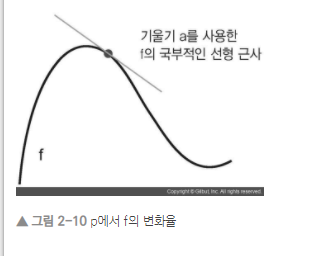 기울기 a를 사용한
f의 국부적인 선형 근사
f
Copyright © Gilbut, Inc. All rights reserved.
▲ 그림 2-10 p에서 f의 변화율